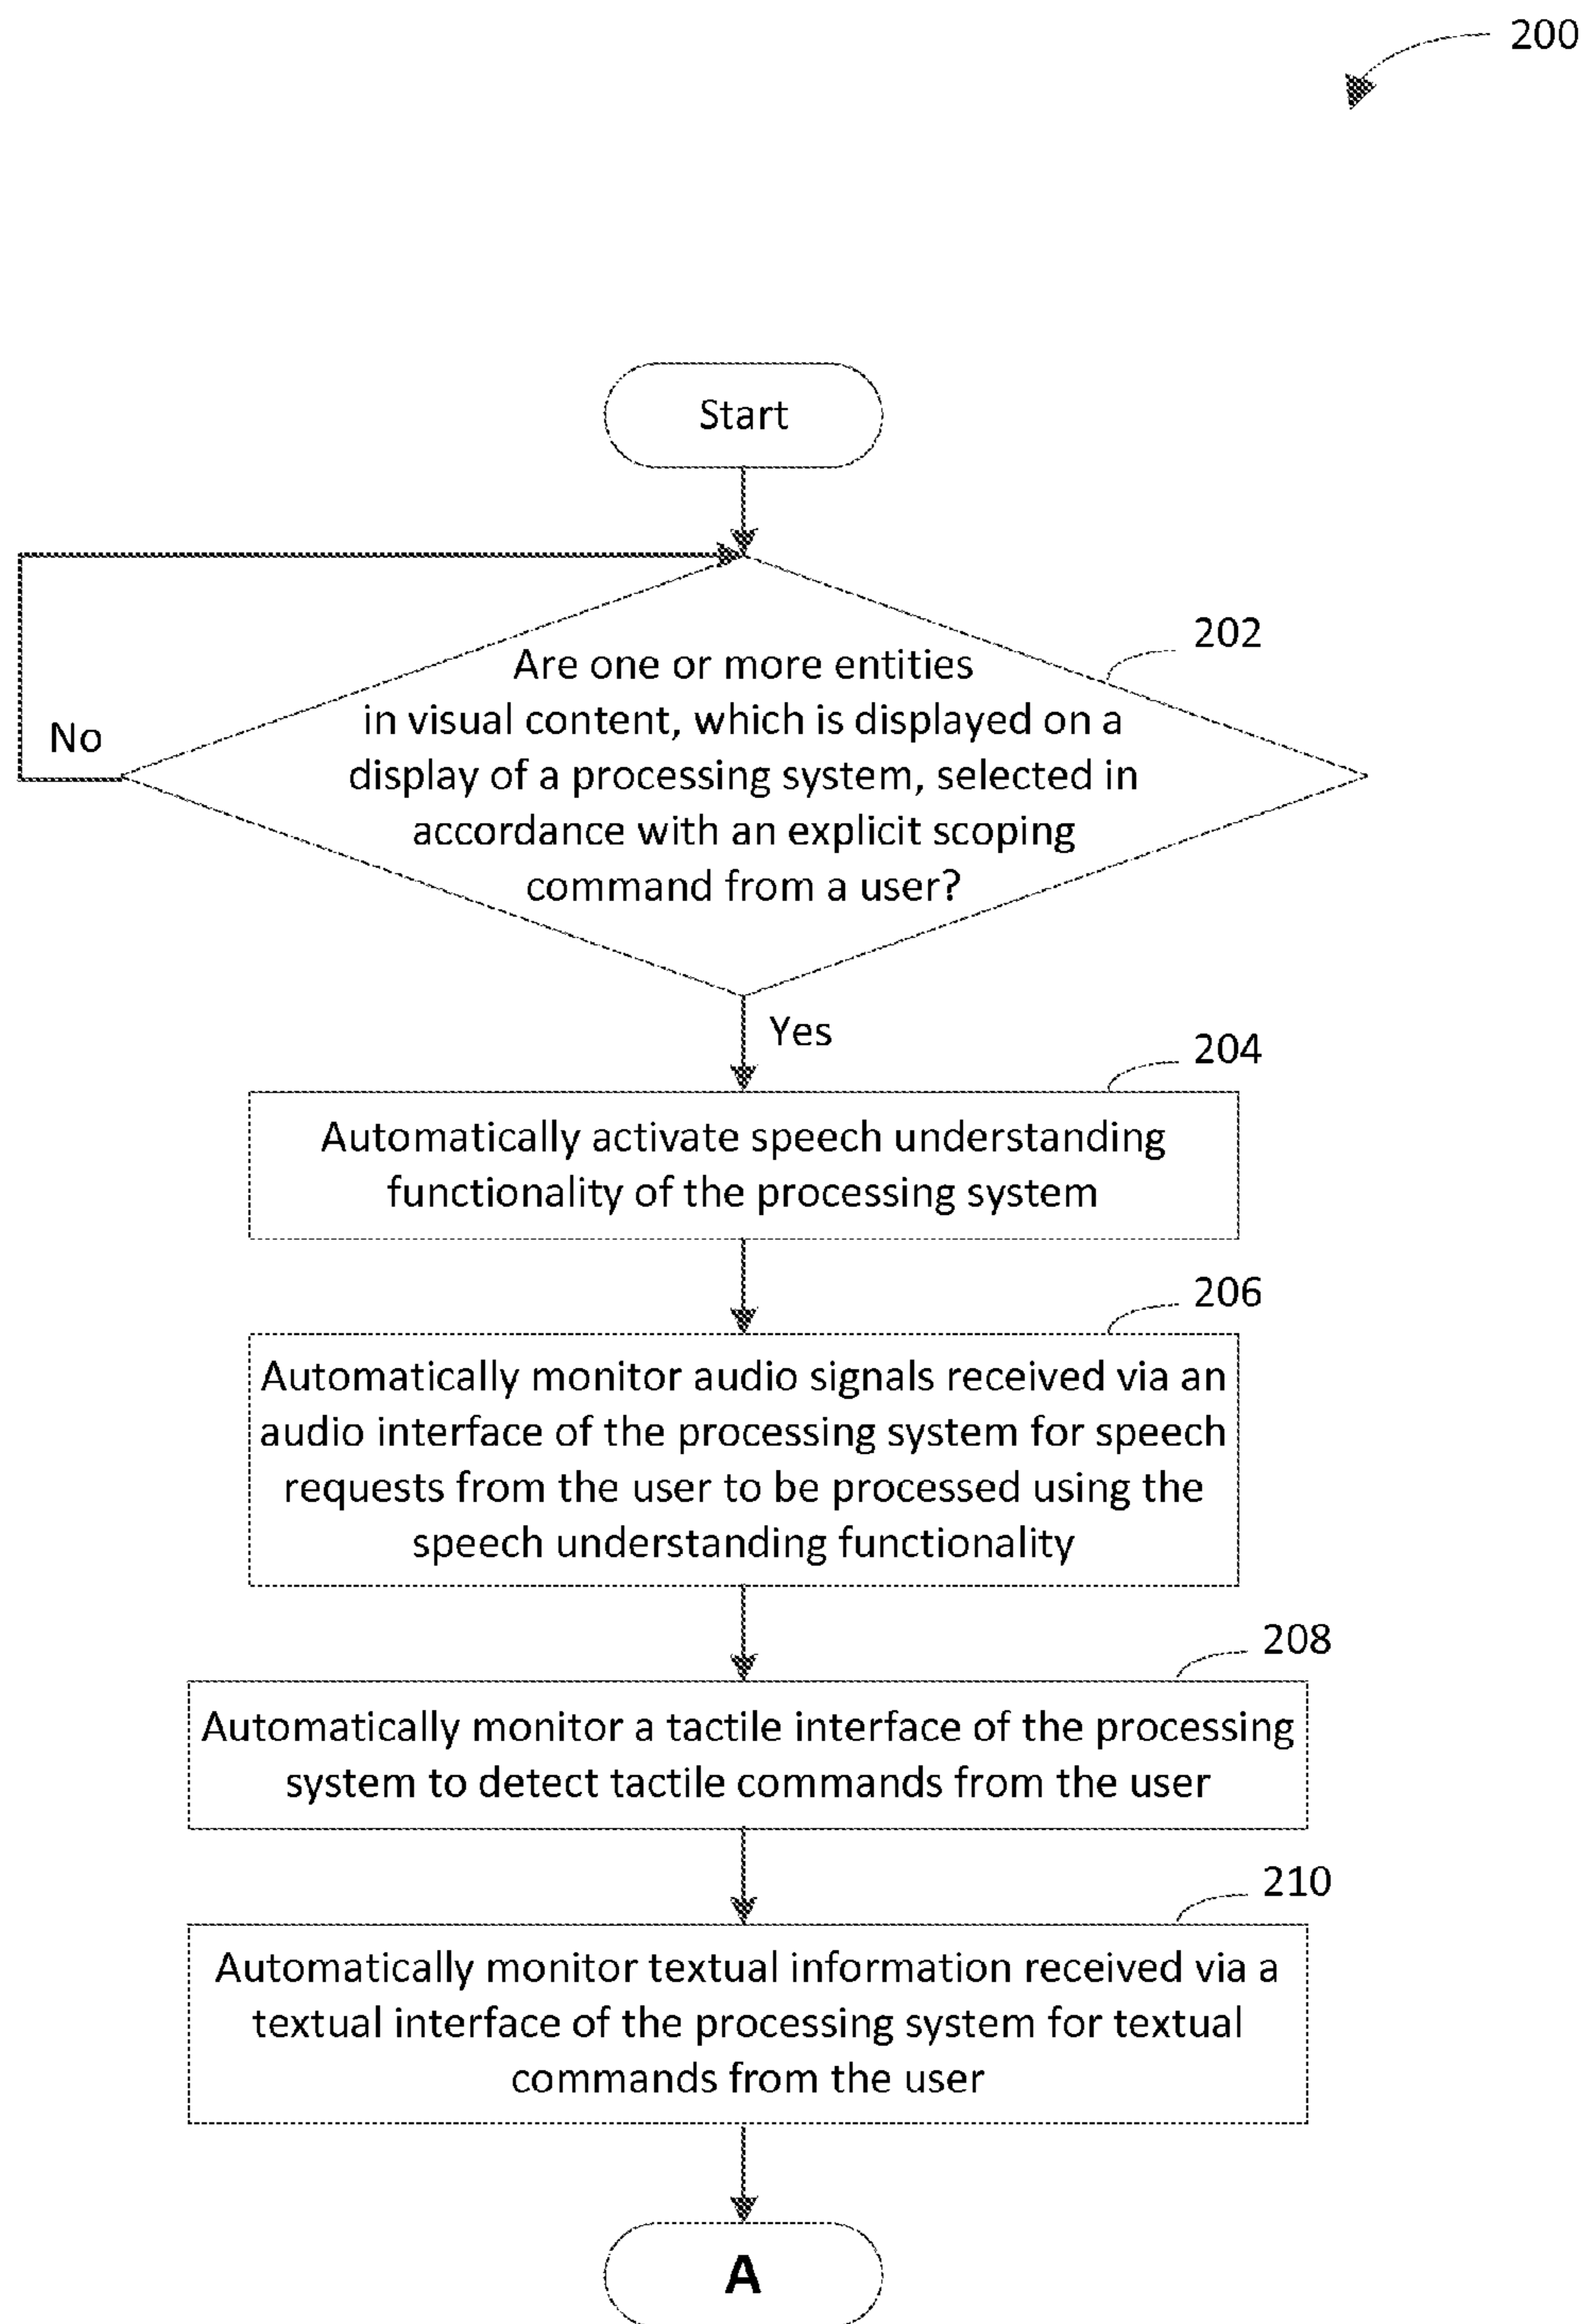 200
Start
202
Are one or more entities
in visual content, which is displayed on a
display of a processing system, selected in
accordance with an explicit scoping
command from a user?
No
Yes
204
Automatically activate speech understanding
functionality of the processing system
206
Automatically monitor audio signals received via an
audio interface of the processing system for speech
requests from the user to be processed using the
speech understanding functionality
208
Automatically monitor a tactile interface of the processing
system to detect tactile commands from the user
210
Automatically monitor textual information received via a
textual interface of the processing system for textual
commands from the user
A